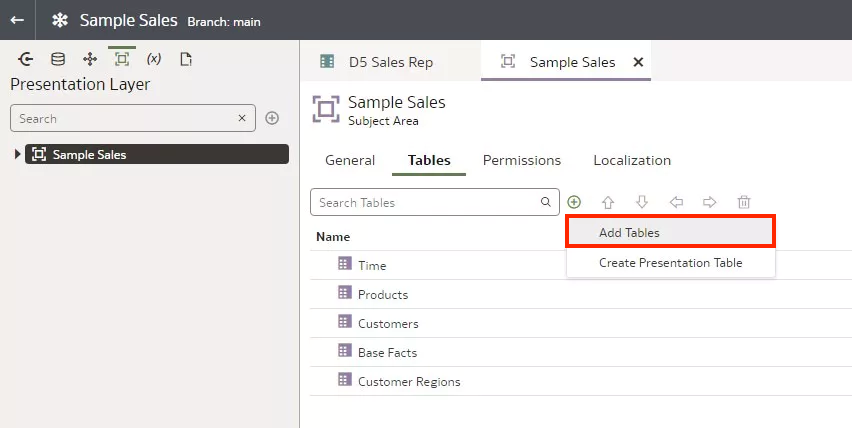 Sample Sales Branch: main
(x)
Presentation Layer
Search
Sample Sales
D5 Sales Rep
Sample Sales
Sample Sales
Subject Area
General Tables Permissions Localization
Search Tables
Add Tables
Create Presentation Table
Name
Time
Products
Customers
Base Facts
Customer Regions